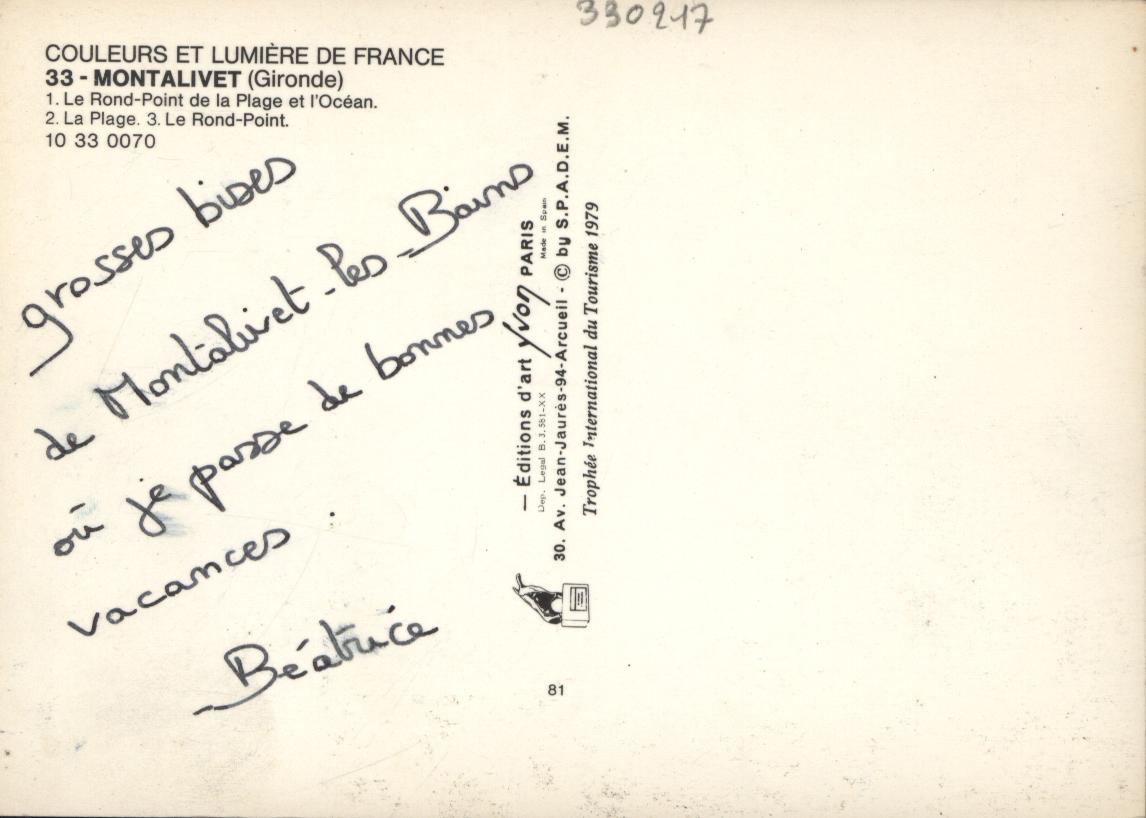 330217
COULEURS ET LUMIÈRE DE FRANCE
33 - MONTALIVET (Gironde)
1. Le Rond-Point de la Plage et l'Océan.
2. La Plage. 3. Le Rond-Point.
10 33 0070
grosses bises
de Montalivet-les-Bains
où je passe de bonnes
vacances.
Béatrice
— Éditions d'art yvon PARIS
Made in Spain
Dep. Legal B. 3.581-XX
30. Av. Jean-Jaurès-94-Arcueil - © by S.P.A.D.E.M.
Trophée International du Tourisme 1979
81